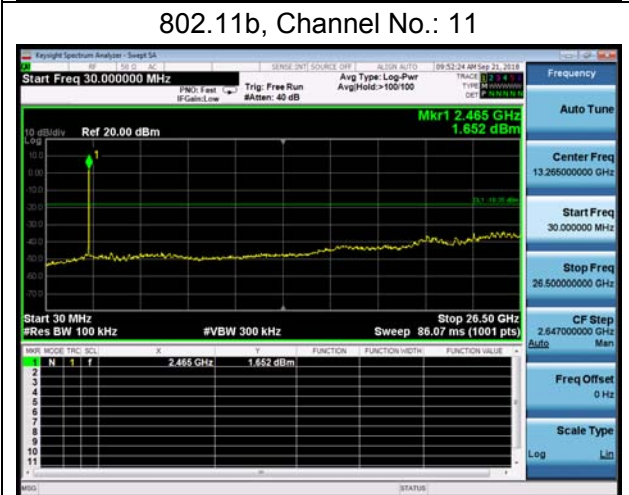 802.11b, Channel No.: 11
Keysight Spectrum Analyzer - Swept SA
RF 50 Ω AC SENSE:INT SOURCE OFF ALIGN AUTO 09:52:24 AM Sep 21, 2018
Start Freq 30.000000 MHz
PNO: Fast
IFGain:Low
Trig: Free Run
#Atten: 40 dB
Avg Type: Log-Pwr
Avg|Hold:>100/100
TRACE 1 2 3 4 5 6
TYPE M WWWWW
DET P NNNNN
Frequency
Mkr1 2.465 GHz
1.652 dBm
10 dB/div Ref 20.00 dBm
Log
10.0
0.00
-10.0
-20.0
-30.0
-40.0
-50.0
-60.0
-70.0
1
Start 30 MHz
Stop 26.50 GHz
#Res BW 100 kHz #VBW 300 kHz Sweep 86.07 ms (1001 pts)
MKR MODE TRC SCL X Y FUNCTION FUNCTION WIDTH FUNCTION VALUE
1 N 1 f 2.465 GHz 1.652 dBm
2
3
4
5
6
7
8
9
10
11
MSG STATUS
Auto Tune
Center Freq
13.265000000 GHz
Start Freq
30.000000 MHz
Stop Freq
26.500000000 GHz
CF Step
2.647000000 GHz
Auto Man
Freq Offset
0 Hz
Scale Type
Log Lin